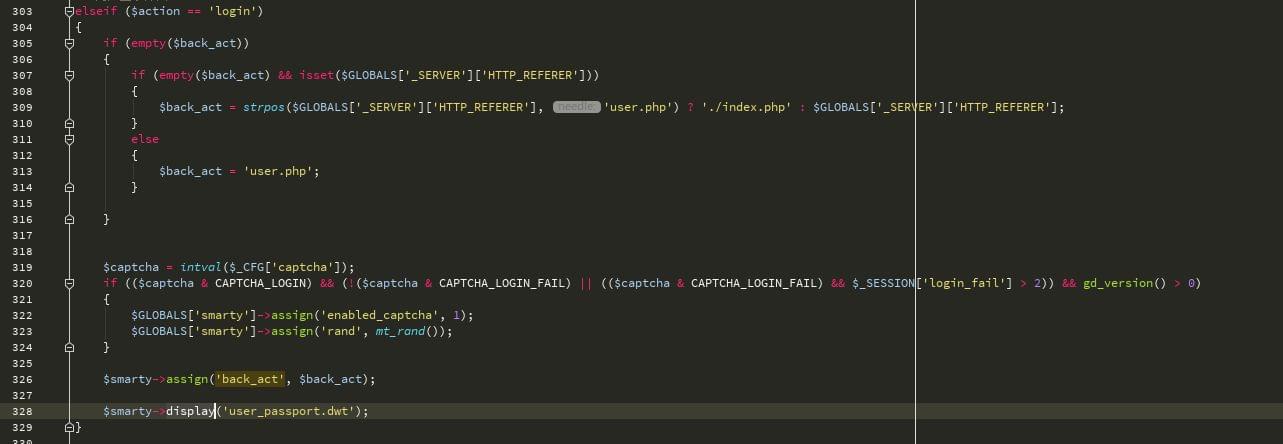 303 elseif ($action == 'login')
304 {
305 if (empty($back_act))
306 {
307 if (empty($back_act) && isset($GLOBALS['_SERVER']['HTTP_REFERER']))
308 {
309 $back_act = strpos($GLOBALS['_SERVER']['HTTP_REFERER'], needle: 'user.php') ? './index.php' : $GLOBALS['_SERVER']['HTTP_REFERER'];
310 }
311 else
312 {
313 $back_act = 'user.php';
314 }
315
316 }
317
318
319 $captcha = intval($_CFG['captcha']);
320 if (($captcha & CAPTCHA_LOGIN) && (!($captcha & CAPTCHA_LOGIN_FAIL) || (($captcha & CAPTCHA_LOGIN_FAIL) && $_SESSION['login_fail'] > 2)) && gd_version() > 0)
321 {
322 $GLOBALS['smarty']->assign('enabled_captcha', 1);
323 $GLOBALS['smarty']->assign('rand', mt_rand());
324 }
325
326 $smarty->assign('back_act', $back_act);
327
328 $smarty->display('user_passport.dwt');
329 }